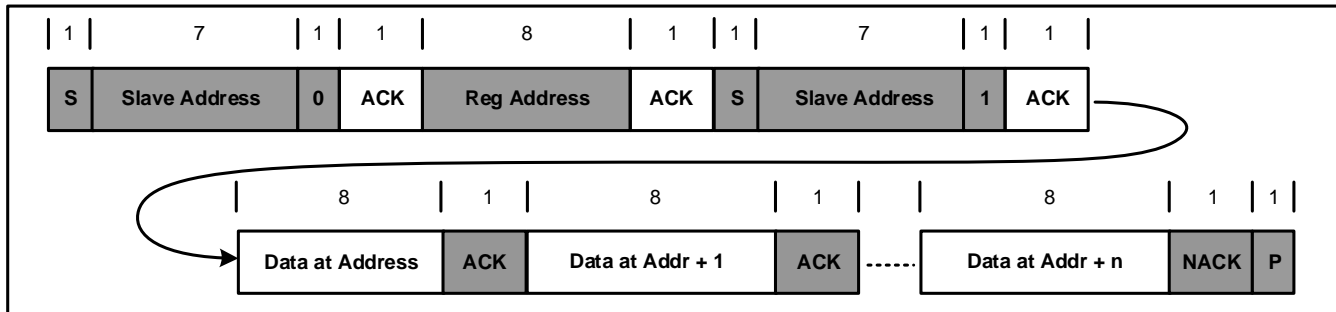 1 7 1 1 8 1 1 7 1 1
S Slave Address 0 ACK Reg Address ACK S Slave Address 1 ACK
8 1 8 1 8 1 1
Data at Address ACK Data at Addr + 1 ACK Data at Addr + n NACK P